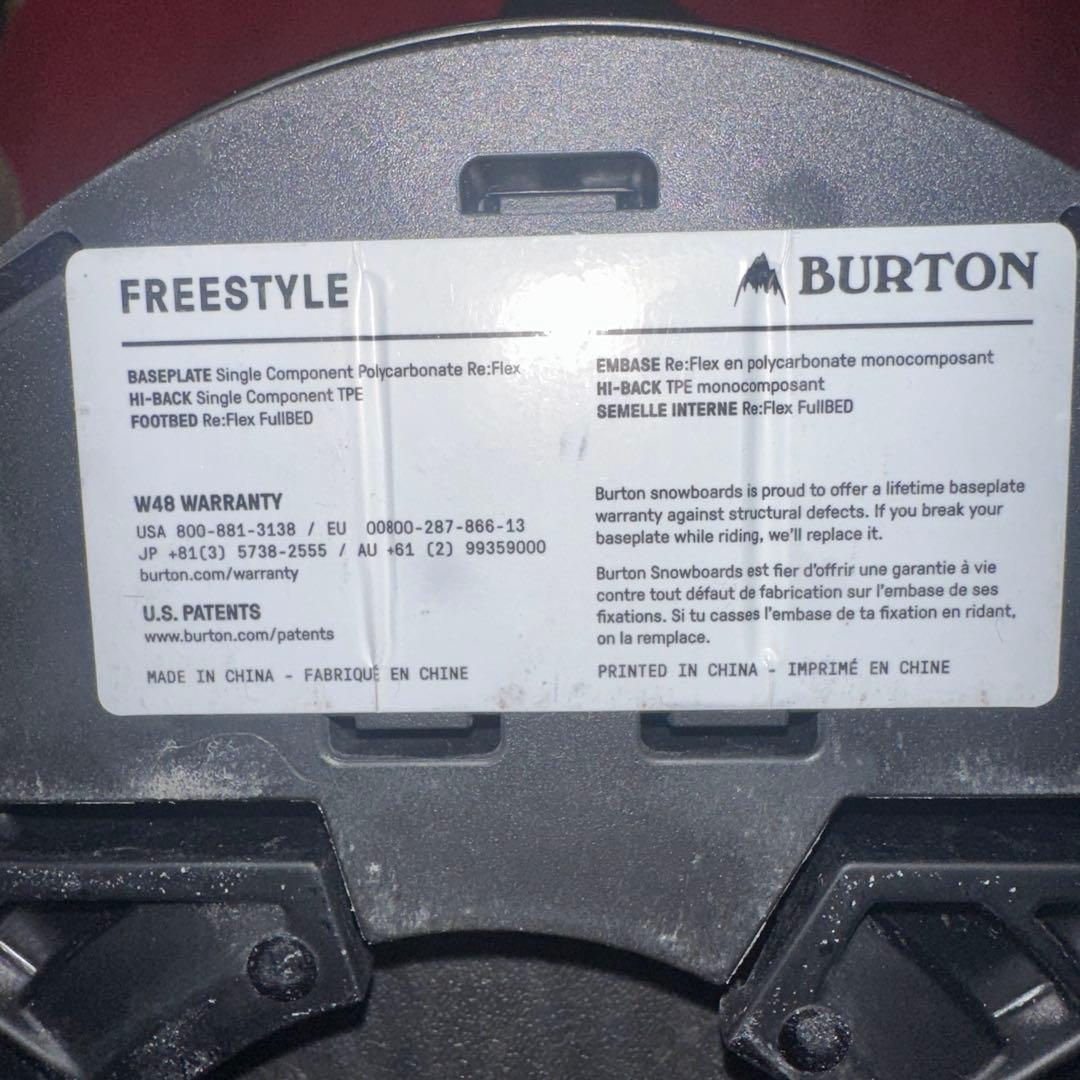 FREESTYLE
BURTON
BASEPLATE Single Component Polycarbonate Re:Flex
HI-BACK Single Component TPE
FOOTBED Re:Flex FullBED
EMBASE Re:Flex en polycarbonate monocomposant
HI-BACK TPE monocomposant
SEMELLE INTERNE Re:Flex FullBED
W48 WARRANTY
USA 800-881-3138 / EU 00800-287-866-13
JP +81(3) 5738-2555 / AU +61 (2) 99359000
burton.com/warranty
U.S. PATENTS
www.burton.com/patents
MADE IN CHINA - FABRIQUÉ EN CHINE
Burton snowboards is proud to offer a lifetime baseplate
warranty against structural defects. If you break your
baseplate while riding, we'll replace it.
Burton Snowboards est fier d'offrir une garantie à vie
contre tout défaut de fabrication sur l'embase de ses
fixations. Si tu casses l'embase de ta fixation en ridant,
on la remplace.
PRINTED IN CHINA - IMPRIMÉ EN CHINE